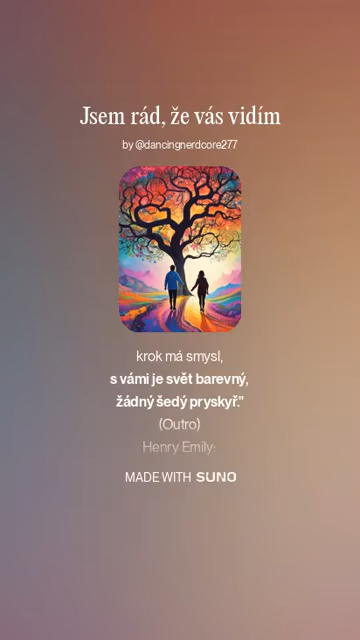 Jsem rád, že vás vidím
by @dancingnerdcore277
krok má smysl,
s vámi je svět barevný,
žádný šedý pryskyř."
(Outro)
Henry Emily:
MADE WITH SUNO